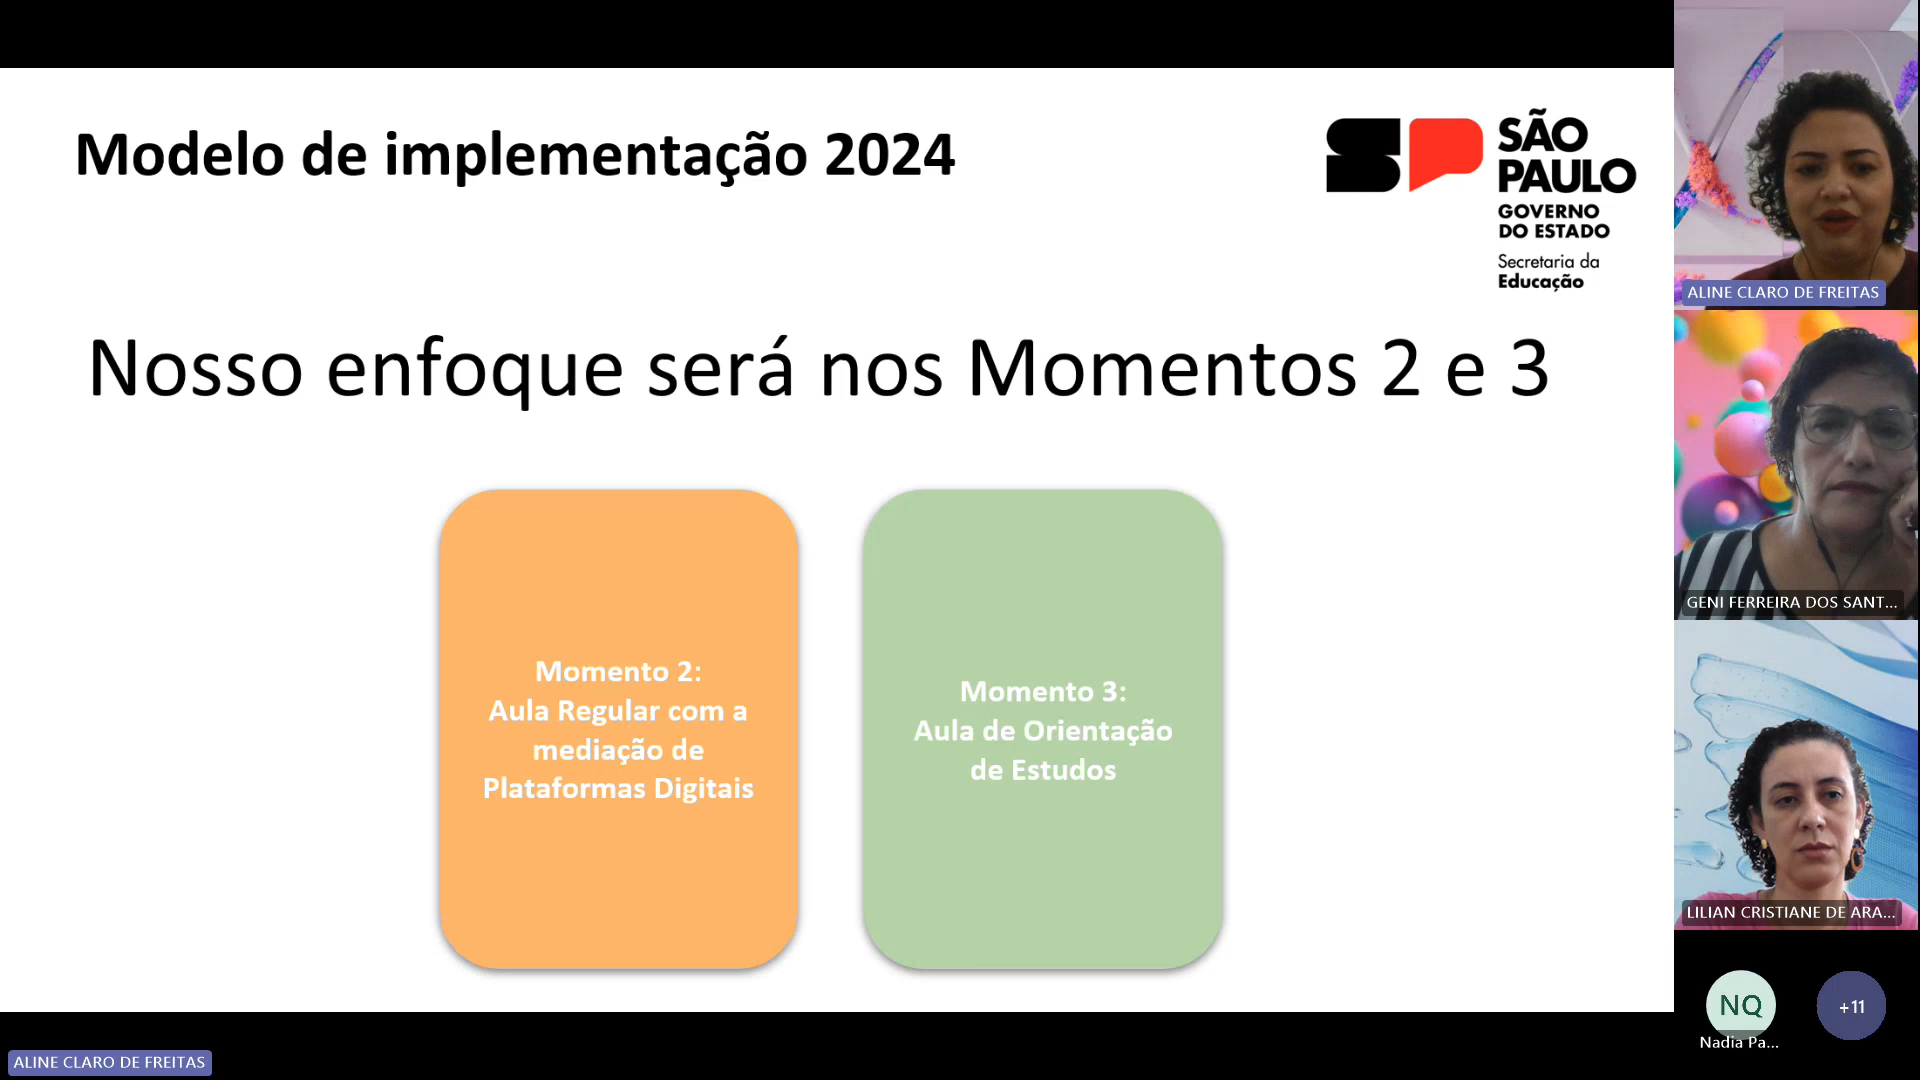 Modelo de implementação 2024
SÃO
PAULO
GOVERNO
DO ESTADO
Secretaria da
Educação
Nosso enfoque será nos Momentos 2 e 3
Momento 2:
Aula Regular com a
mediação de
Plataformas Digitais
Momento 3:
Aula de Orientação
de Estudos
ALINE CLARO DE FREITAS
GENI FERREIRA DOS SANT...
LILIAN CRISTIANE DE ARA...
NQ
Nadia Pa...
+11
ALINE CLARO DE FREITAS